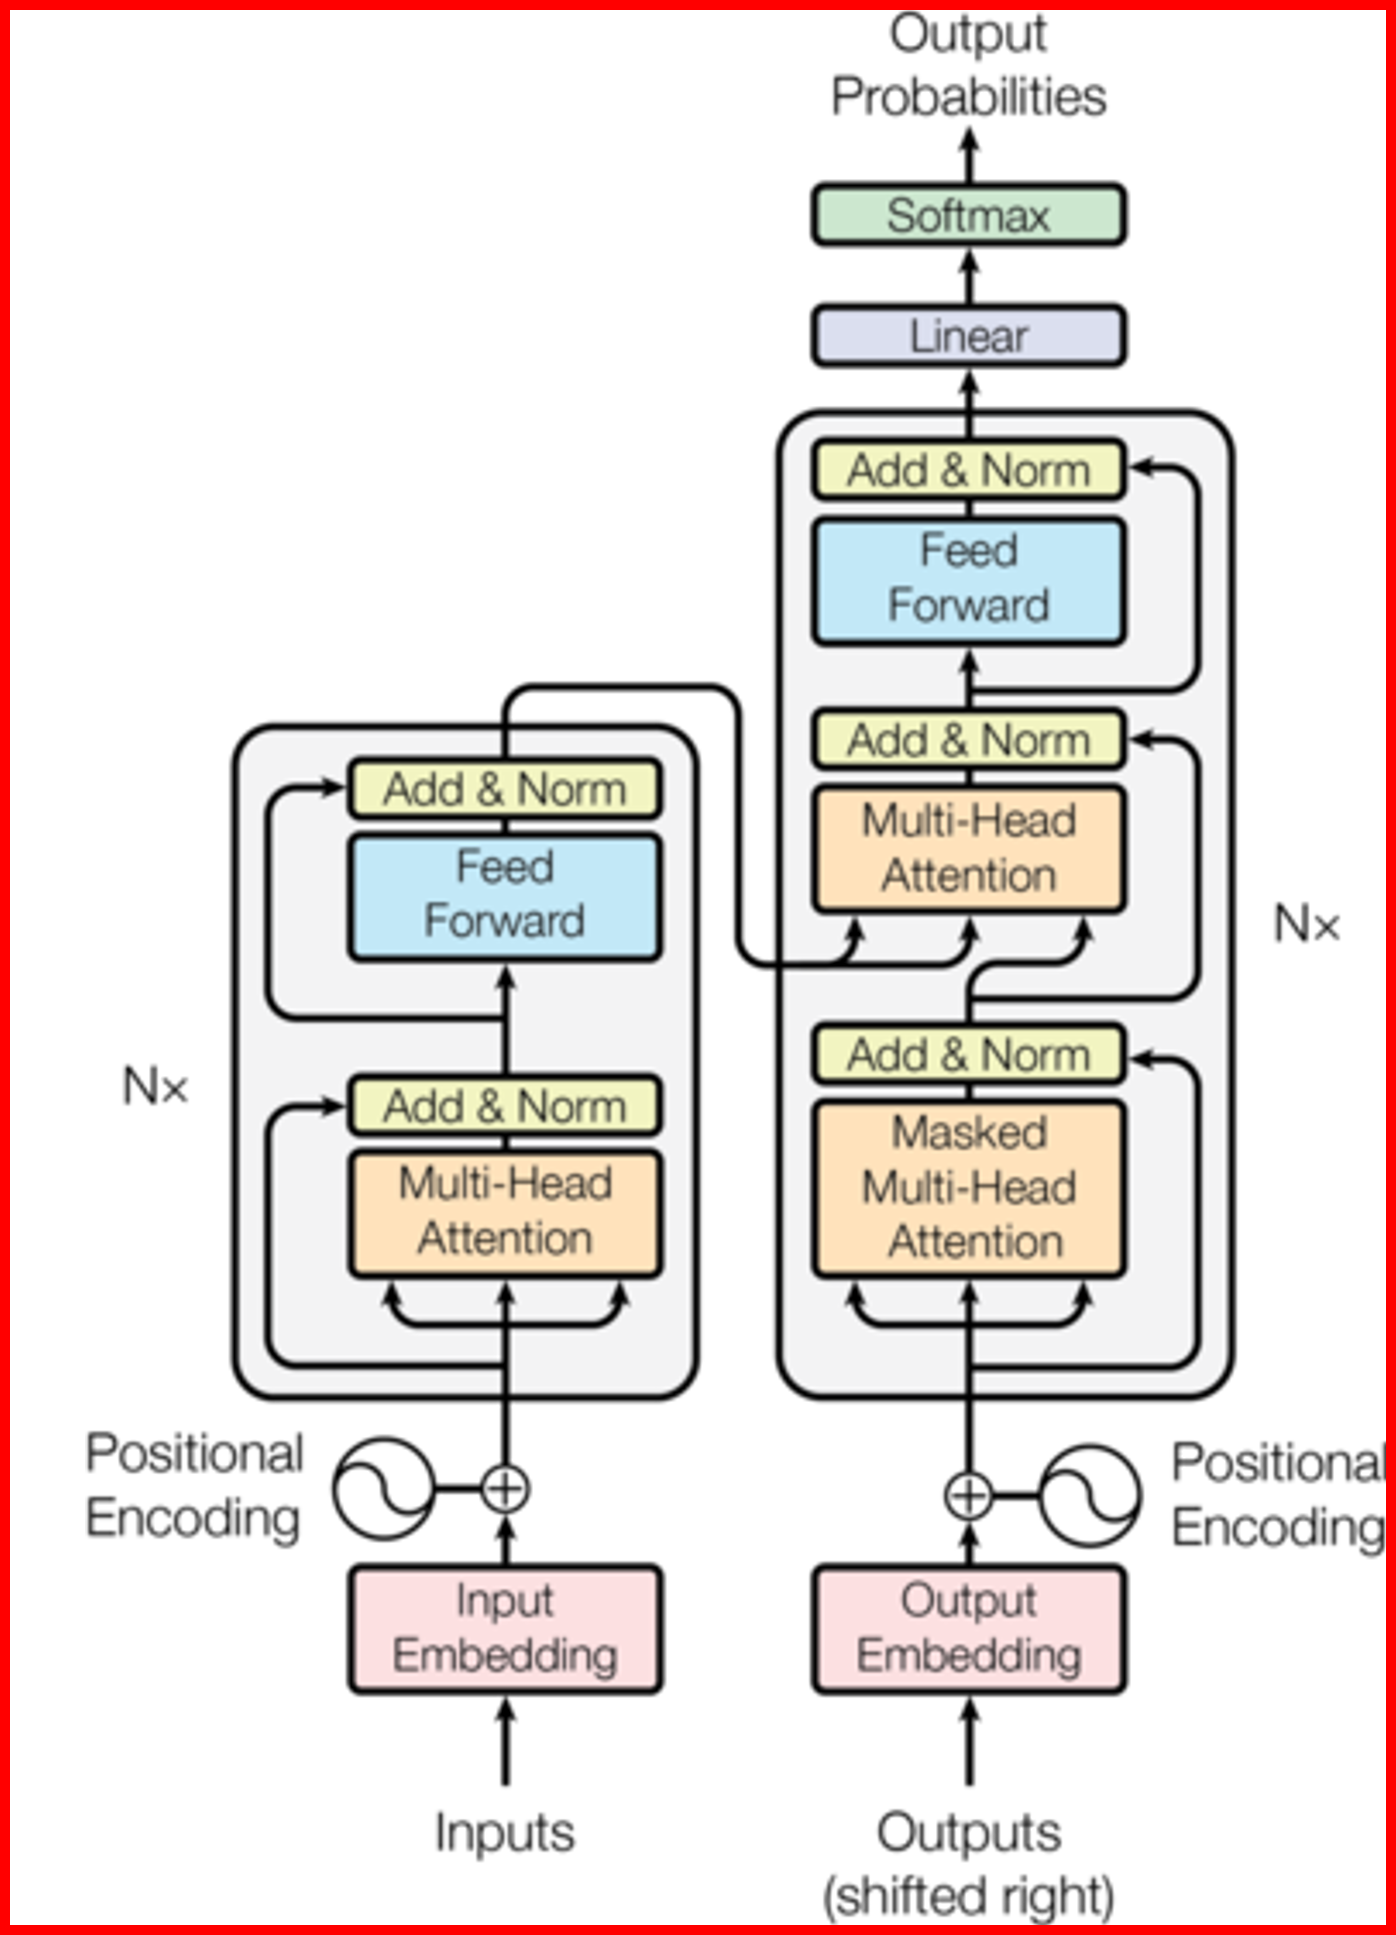 Output
Probabilities
Softmax
Linear
Add & Norm
Feed
Forward
Add & Norm
Multi-Head
Attention
Nx
Add & Norm
Masked
Multi-Head
Attention
Positional
Encoding
Output
Embedding
Outputs
(shifted right)
Add & Norm
Feed
Forward
Nx
Add & Norm
Multi-Head
Attention
Positional
Encoding
Input
Embedding
Inputs